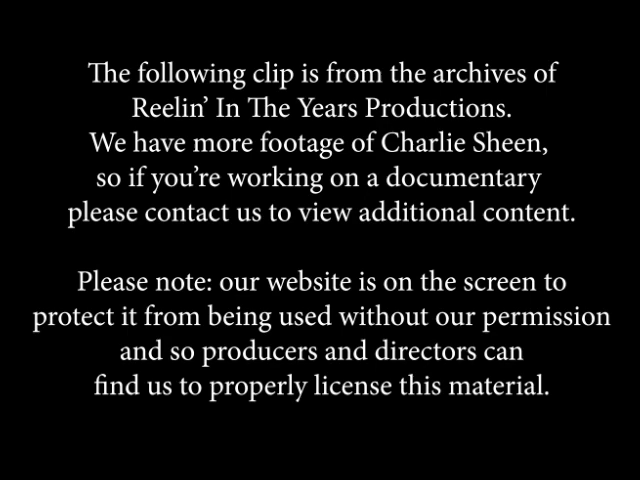 The following clip is from the archives of
Reelin’ In The Years Productions.
We have more footage of Charlie Sheen,
so if you’re working on a documentary
please contact us to view additional content.
Please note: our website is on the screen to
protect it from being used without our permission
and so producers and directors can
find us to properly license this material.